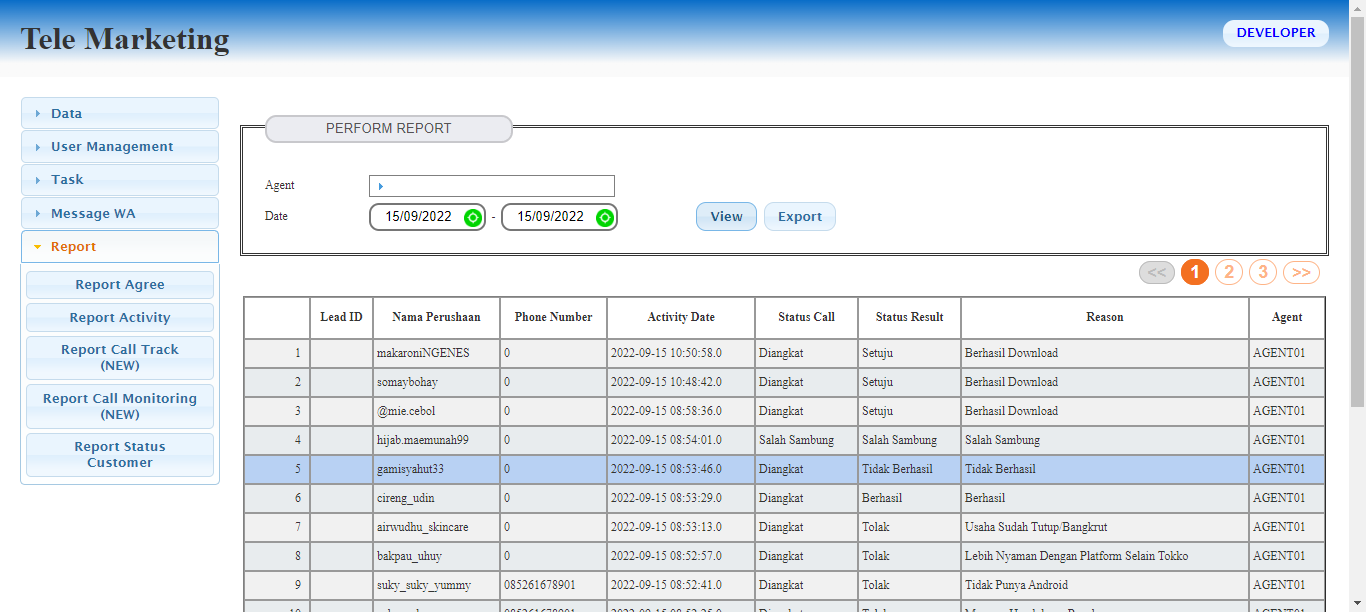 Tele Marketing
DEVELOPER
Data
User Management
Task
Message WA
Report
Report Agree
Report Activity
Report Call Track
(NEW)
Report Call Monitoring
(NEW)
Report Status
Customer
PERFORM REPORT
Agent
Date 15/09/2022 - 15/09/2022 View Export
<< 1 2 3 >>
Lead ID Nama Perushaan Phone Number Activity Date Status Call Status Result Reason Agent
1 makaroniNGENES 0 2022-09-15 10:50:58.0 Diangkat Setuju Berhasil Download AGENT01
2 somaybohay 0 2022-09-15 10:48:42.0 Diangkat Setuju Berhasil Download AGENT01
3 @mie.cebol 0 2022-09-15 08:58:36.0 Diangkat Setuju Berhasil Download AGENT01
4 hijab.maemunah99 0 2022-09-15 08:54:01.0 Salah Sambung Salah Sambung Salah Sambung AGENT01
5 gamisyahut33 0 2022-09-15 08:53:46.0 Diangkat Tidak Berhasil Tidak Berhasil AGENT01
6 cireng_udin 0 2022-09-15 08:53:29.0 Diangkat Berhasil Berhasil AGENT01
7 airwudhu_skincare 0 2022-09-15 08:53:13.0 Diangkat Tolak Usaha Sudah Tutup/Bangkrut AGENT01
8 bakpau_uhuy 0 2022-09-15 08:52:57.0 Diangkat Tolak Lebih Nyaman Dengan Platform Selain Tokko AGENT01
9 suky_suky_yummy 085261678901 2022-09-15 08:52:41.0 Diangkat Tolak Tidak Punya Android AGENT01